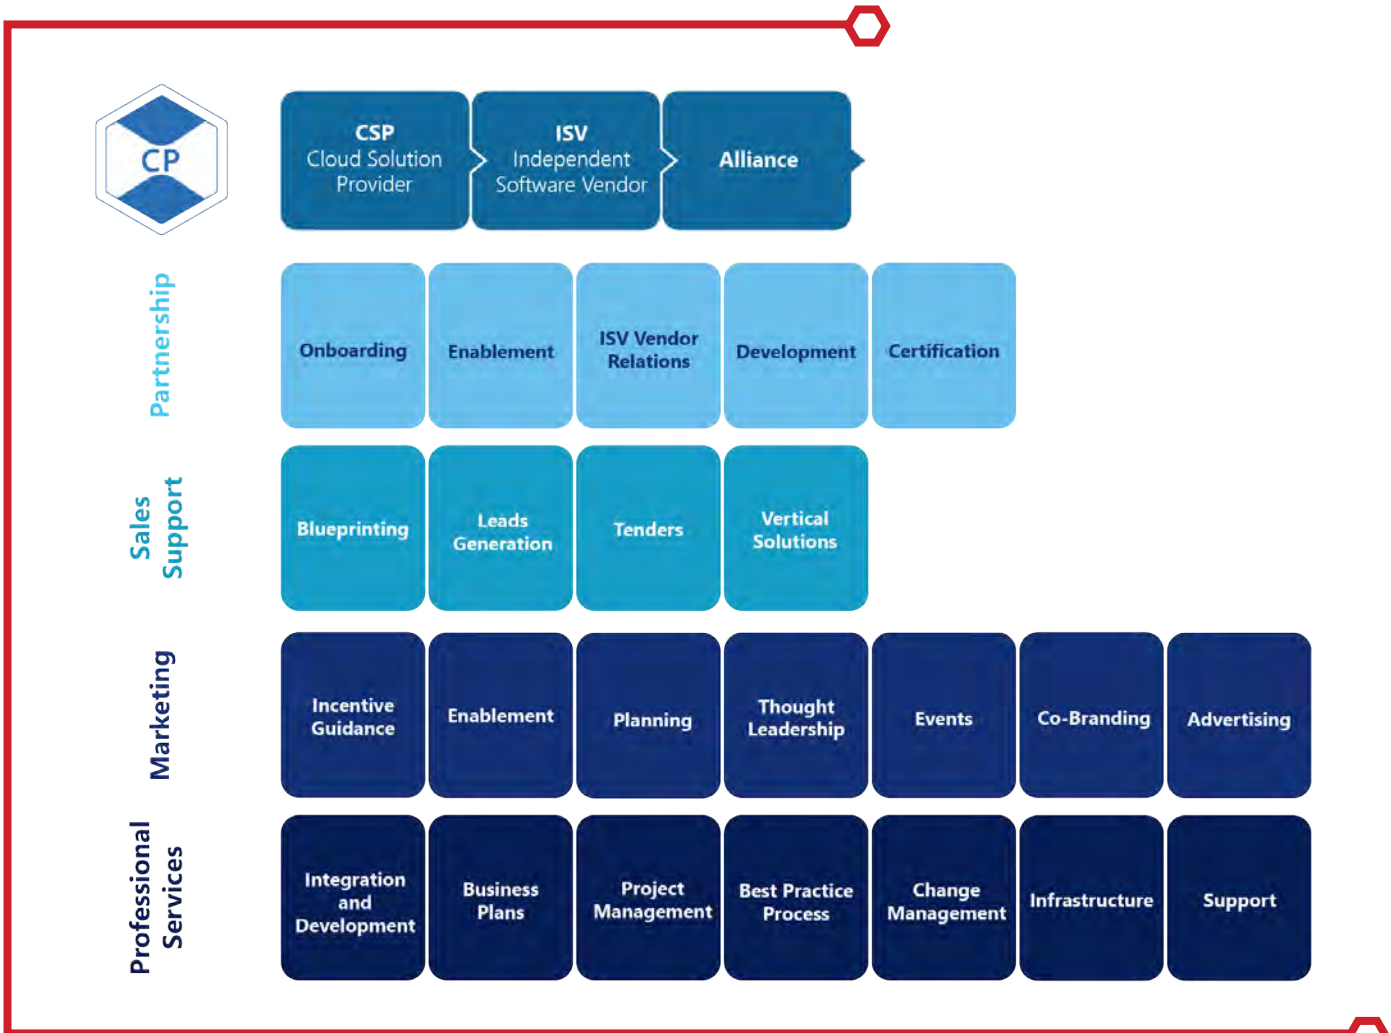 CP
CSP
Cloud Solution
Provider
ISV
Independent
Software Vendor
Alliance
Partnership
Onboarding
Enablement
ISV Vendor
Relations
Development
Certification
Sales
Support
Blueprinting
Leads
Generation
Tenders
Vertical
Solutions
Marketing
Incentive
Guidance
Enablement
Planning
Thought
Leadership
Events
Co-Branding
Advertising
Professional
Services
Integration
and
Development
Business
Plans
Project
Management
Best Practice
Process
Change
Management
Infrastructure
Support